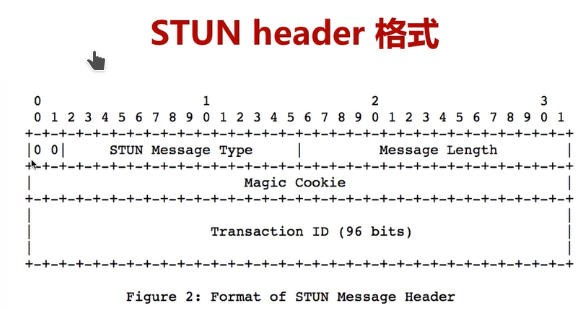 STUN header 格式
0 1 2 3
0 1 2 3 4 5 6 7 8 9 0 1 2 3 4 5 6 7 8 9 0 1 2 3 4 5 6 7 8 9 0 1
+-+-+-+-+-+-+-+-+-+-+-+-+-+-+-+-+-+-+-+-+-+-+-+-+-+-+-+-+-+-+-+-+
|0 0| STUN Message Type | Message Length |
+-+-+-+-+-+-+-+-+-+-+-+-+-+-+-+-+-+-+-+-+-+-+-+-+-+-+-+-+-+-+-+-+
| Magic Cookie |
+-+-+-+-+-+-+-+-+-+-+-+-+-+-+-+-+-+-+-+-+-+-+-+-+-+-+-+-+-+-+-+-+
| |
| Transaction ID (96 bits) |
| |
+-+-+-+-+-+-+-+-+-+-+-+-+-+-+-+-+-+-+-+-+-+-+-+-+-+-+-+-+-+-+-+-+
Figure 2: Format of STUN Message Header